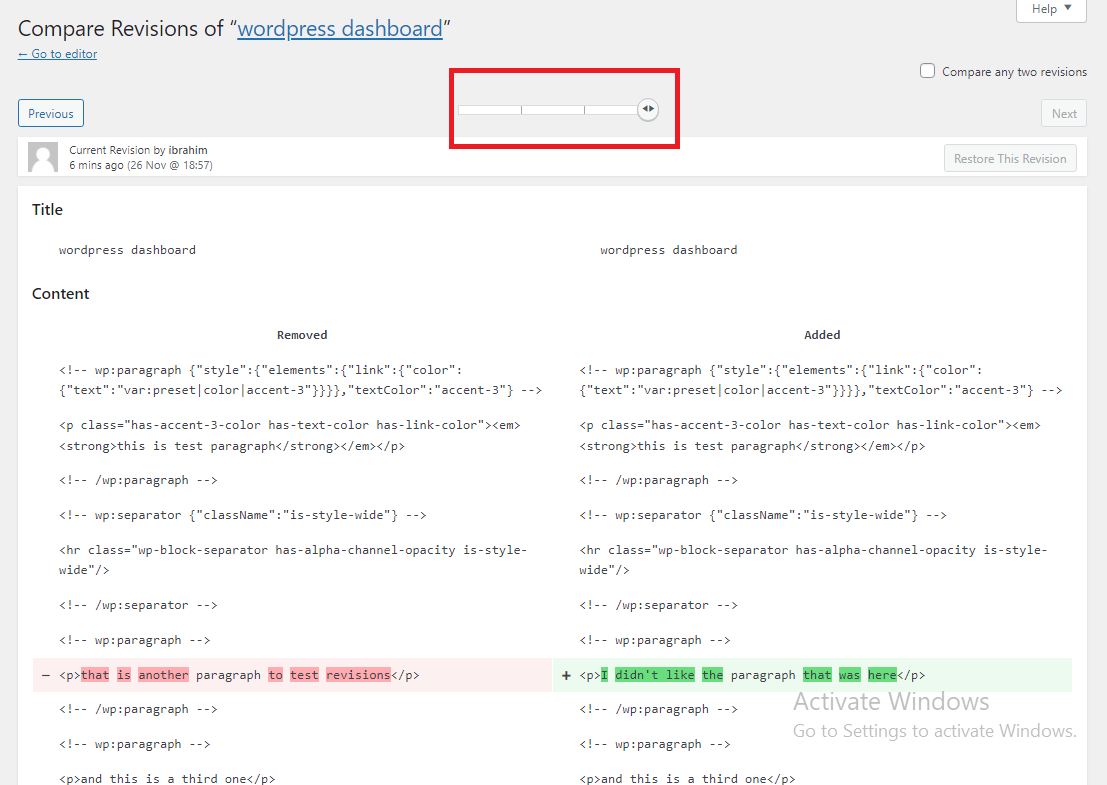 Help ▼
Compare Revisions of “wordpress dashboard”
← Go to editor
Compare any two revisions
Previous
Next
Current Revision by ibrahim
6 mins ago (26 Nov @ 18:57)
Restore This Revision
Title
wordpress dashboard wordpress dashboard
Content
Removed Added
<!-- wp:paragraph {"style":{"elements":{"link":{"color": <!-- wp:paragraph {"style":{"elements":{"link":{"color":
{"text":"var:preset|color|accent-3"}}}},"textColor":"accent-3"} --> {"text":"var:preset|color|accent-3"}}}},"textColor":"accent-3"} -->
<p class="has-accent-3-color has-text-color has-link-color"><em> <p class="has-accent-3-color has-text-color has-link-color"><em>
<strong>this is test paragraph</strong></em></p> <strong>this is test paragraph</strong></em></p>
<!-- /wp:paragraph --> <!-- /wp:paragraph -->
<!-- wp:separator {"className":"is-style-wide"} --> <!-- wp:separator {"className":"is-style-wide"} -->
<hr class="wp-block-separator has-alpha-channel-opacity is-style- <hr class="wp-block-separator has-alpha-channel-opacity is-style-
wide"/> wide"/>
<!-- /wp:separator --> <!-- /wp:separator -->
<!-- wp:paragraph --> <!-- wp:paragraph -->
− <p>that is another paragraph to test revisions</p> + <p>I didn't like the paragraph that was here</p>
<!-- /wp:paragraph --> <!-- /wp:paragraph -->
<!-- wp:paragraph --> <!-- wp:paragraph -->
<p>and this is a third one</p> <p>and this is a third one</p>
Activate Windows
Go to Settings to activate Windows.